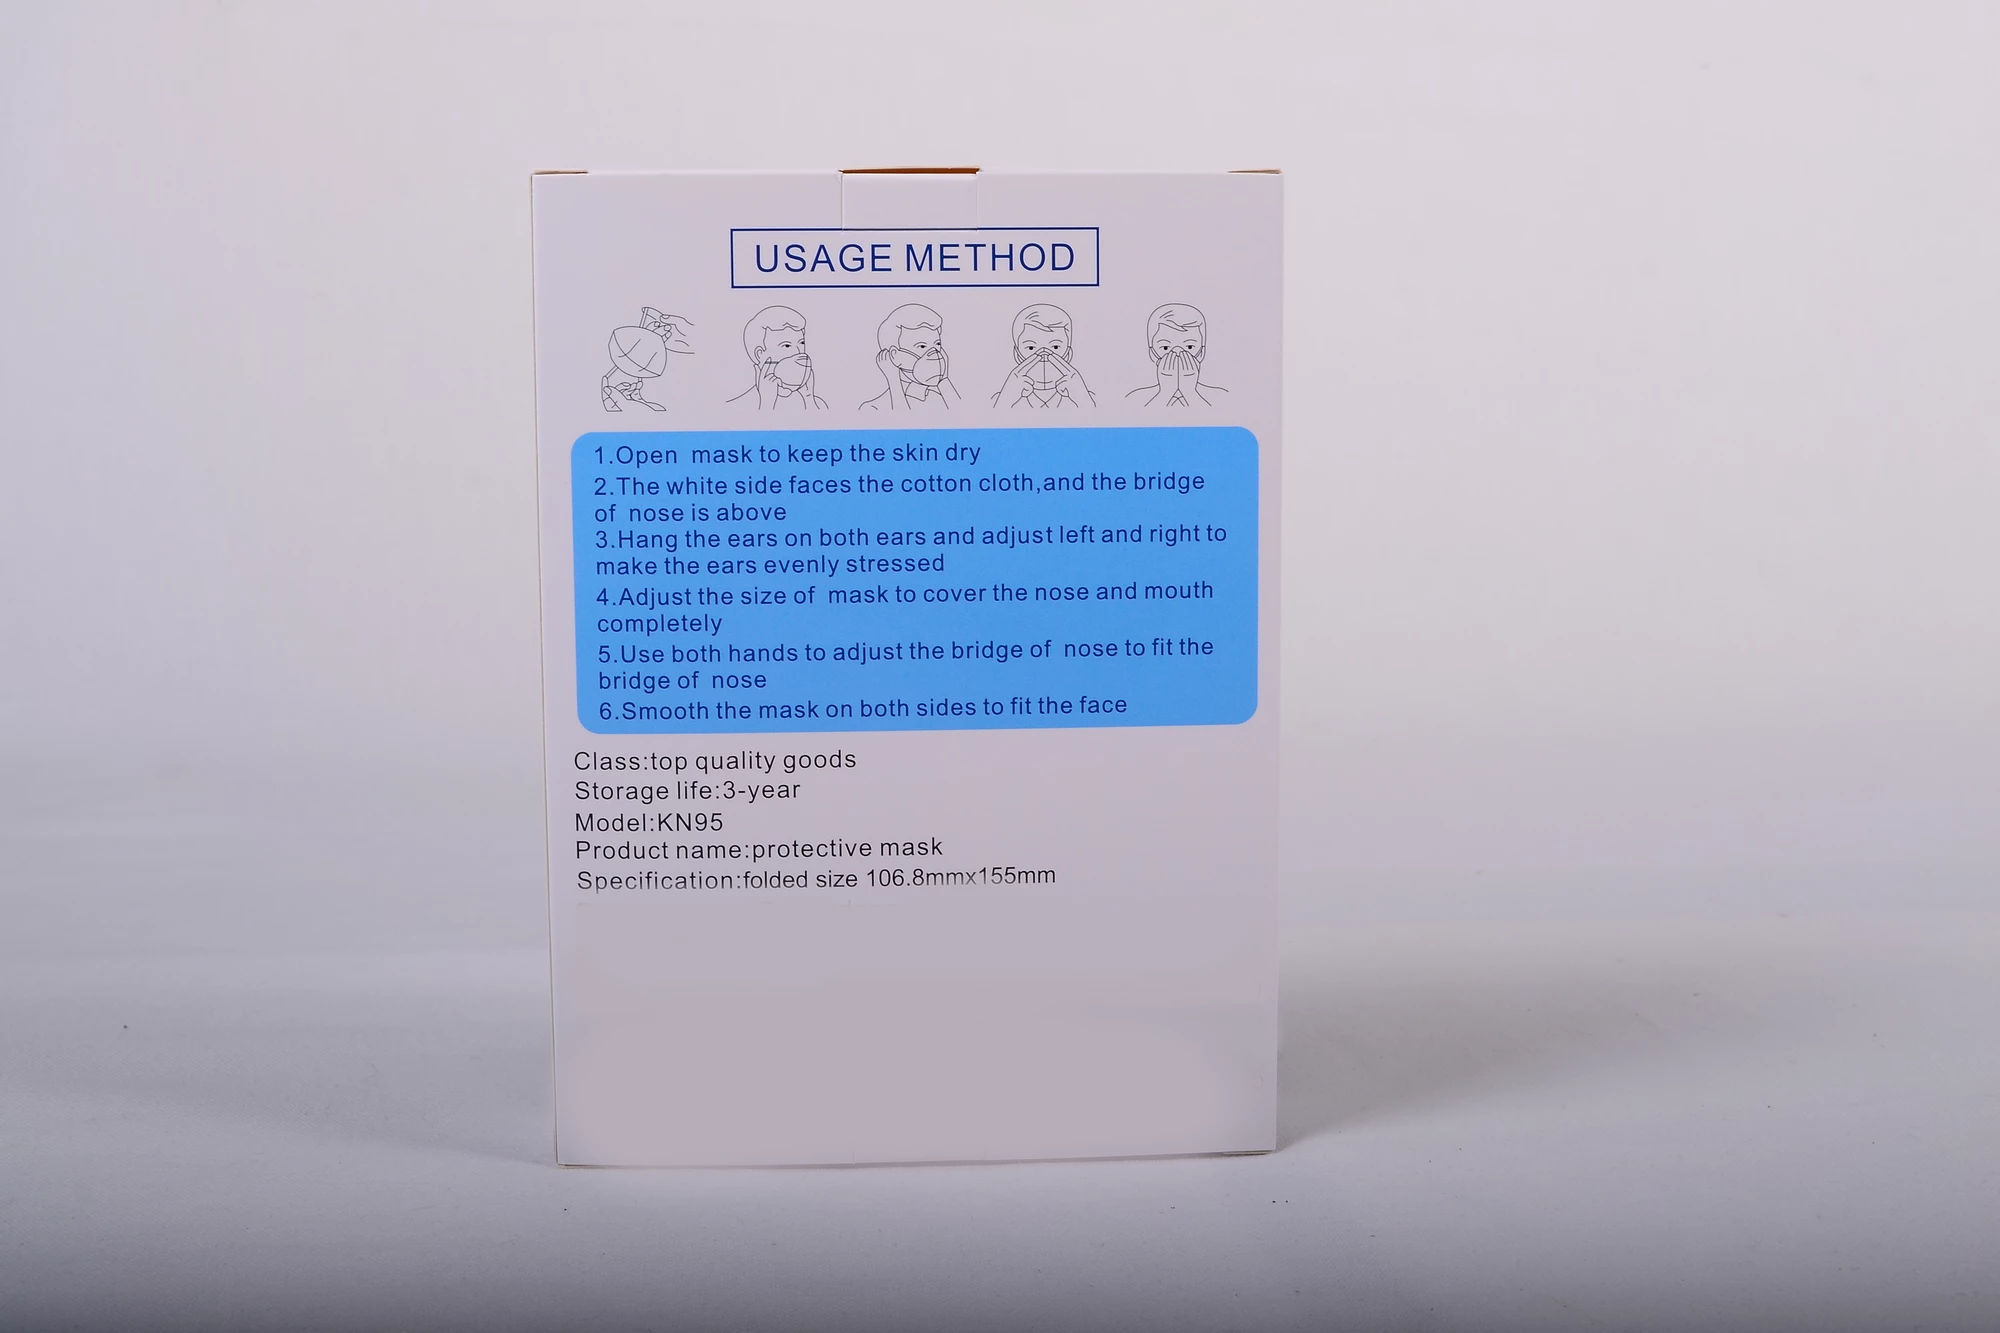 USAGE METHOD
1.Open mask to keep the skin dry
2.The white side faces the cotton cloth,and the bridge
of nose is above
3.Hang the ears on both ears and adjust left and right to
make the ears evenly stressed
4.Adjust the size of mask to cover the nose and mouth
completely
5.Use both hands to adjust the bridge of nose to fit the
bridge of nose
6.Smooth the mask on both sides to fit the face
Class:top quality goods
Storage life:3-year
Model:KN95
Product name:protective mask
Specification:folded size 106.8mmx155mm